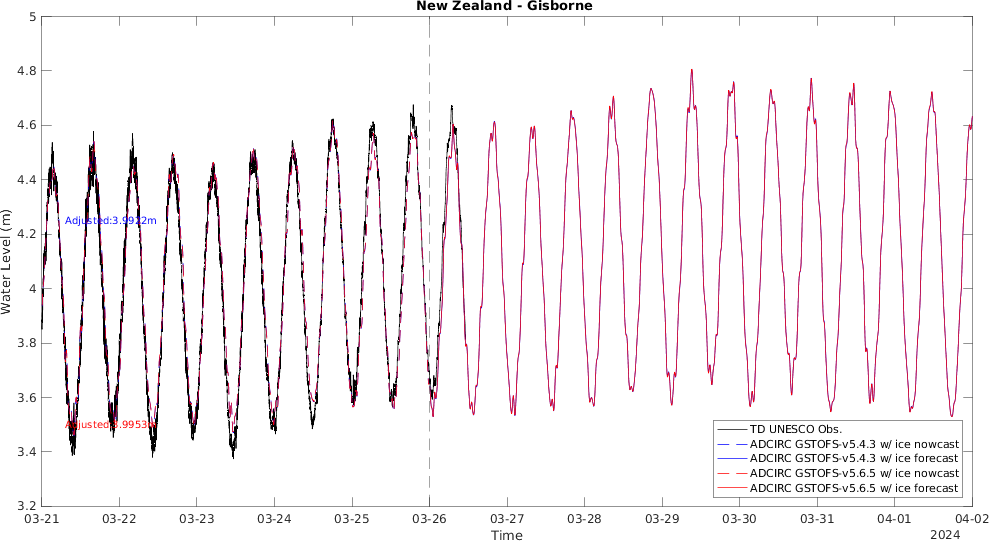 New Zealand - Gisborne
5
4.8
4.6
4.4
4.2
4
3.8
3.6
3.4
3.2
Water Level (m)
Adjusted:3.9922m
Adjusted:3.9953m
TD UNESCO Obs.
ADCIRC GSTOFS-v5.4.3 w/ ice nowcast
ADCIRC GSTOFS-v5.4.3 w/ ice forecast
ADCIRC GSTOFS-v5.6.5 w/ ice nowcast
ADCIRC GSTOFS-v5.6.5 w/ ice forecast
03-21 03-22 03-23 03-24 03-25 03-26 03-27 03-28 03-29 03-30 03-31 04-01 04-02
Time
2024